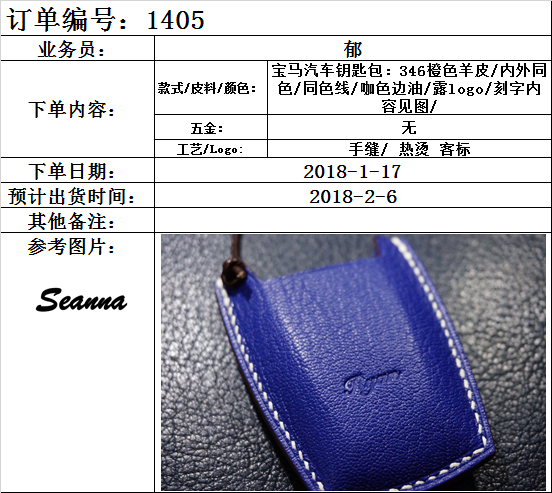 订单编号：1405
业务员：
郁
下单内容：
款式/皮料/颜色：
宝马汽车钥匙包：346橙色羊皮/内外同
色/同色线/咖色边油/露logo/刻字内
容见图/
五金：
无
工艺/Logo:
手缝/ 热烫 客标
下单日期：
2018-1-17
预计出货时间：
2018-2-6
其他备注：
参考图片：
Seanna